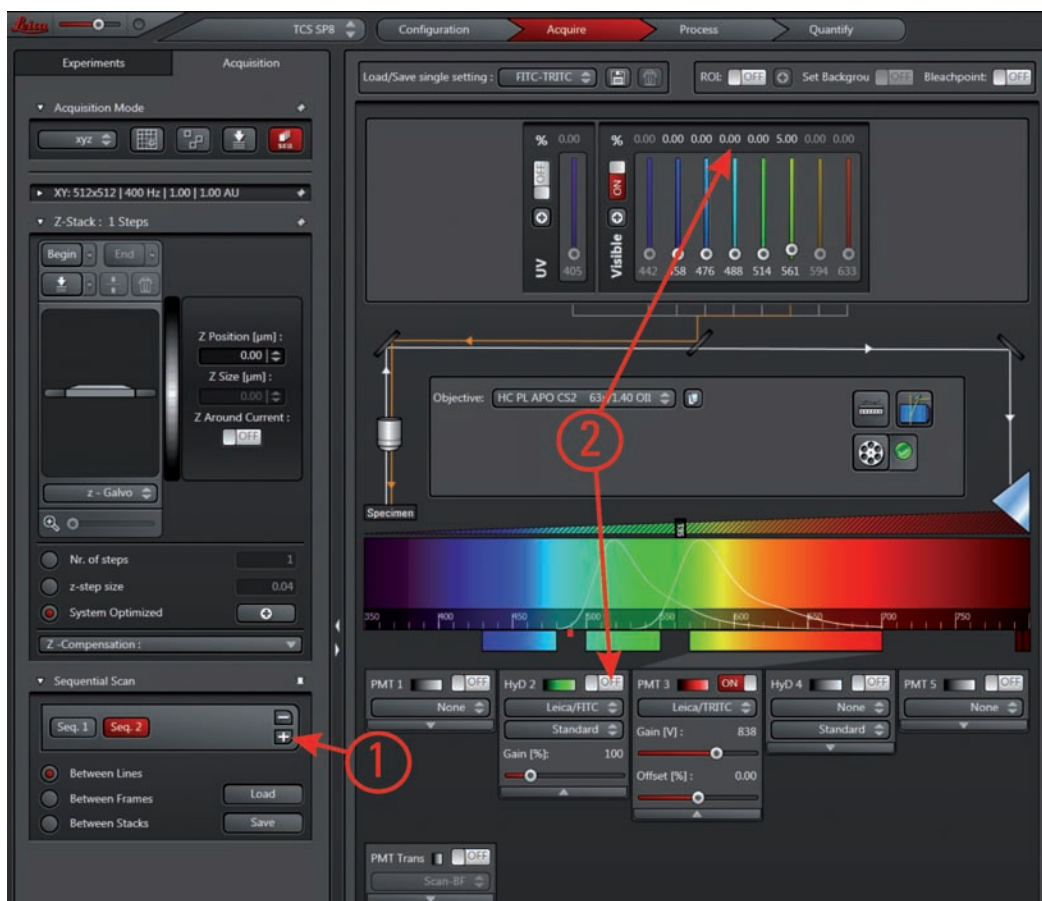 Leica
TCS SP8
Configuration
Acquire
Process
Quantify
Experiments
Acquisition
Load/Save single setting :
FITC-TRITC
ROI:
OFF
Set Backgrou
OFF
Bleachpoint:
OFF
Acquisition Mode
xyz
SEQ
XY: 512x512 | 400 Hz | 1.00 | 1.00 AU
Z-Stack : 1 Steps
Begin
End
Z Position [µm] :
0.00
Z Size [µm] :
0.00
Z Around Current :
OFF
z - Galvo
Nr. of steps
1
z-step size
0.04
System Optimized
Z -Compensation :
Sequential Scan
Seq. 1
Seq. 2
Between Lines
Between Frames
Between Stacks
Load
Save
1
% 0.00
OFF
UV
405
% 0.00 0.00 0.00 0.00 0.00 5.00 0.00 0.00
ON
Visible
442 458 476 488 514 561 594 633
Objective:
HC PL APO CS2 63x/1.40 OIL
2
Specimen
563
350 400 450 500 550 600 650 700 750
PMT 1
OFF
None
HyD 2
OFF
Leica/FITC
Standard
Gain [%]: 100
PMT 3
ON
Leica/TRITC
Gain [V] : 838
Offset [%] : 0.00
HyD 4
OFF
None
Standard
PMT 5
OFF
None
PMT Trans
OFF
Scan-BF